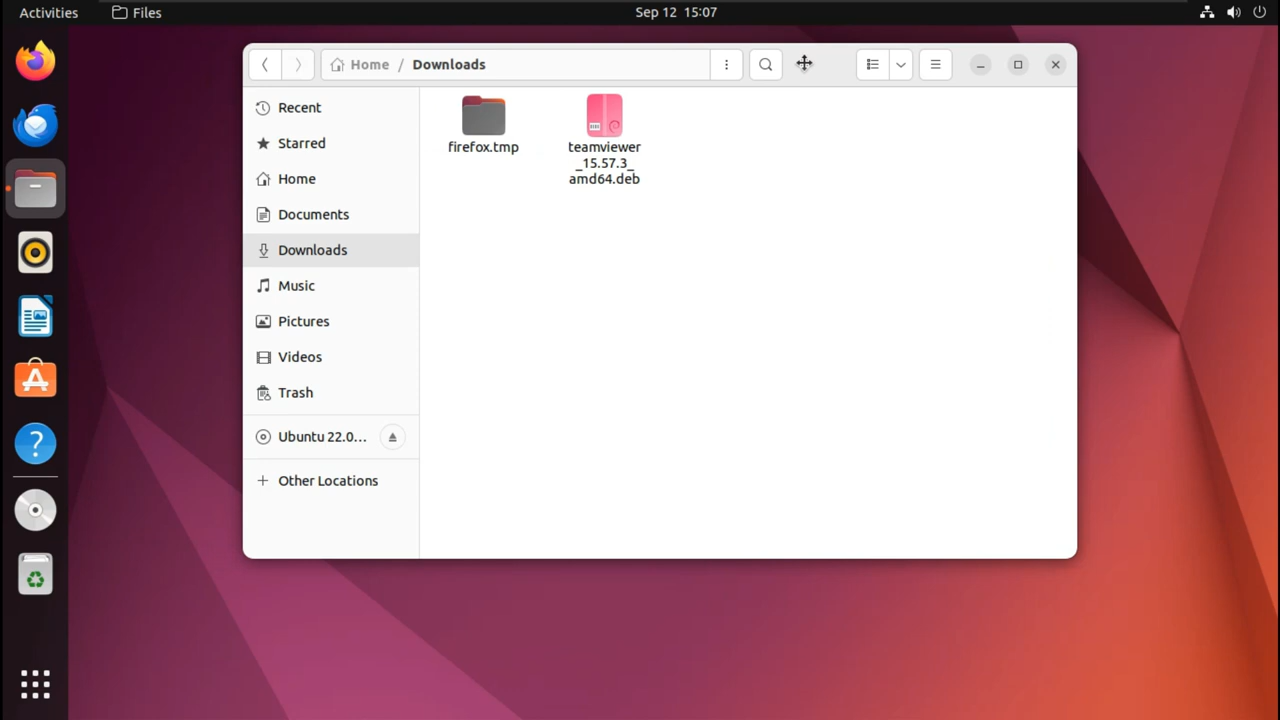 Activities
Files
Sep 12 15:07
Home / Downloads
Recent
Starred
Home
Documents
Downloads
Music
Pictures
Videos
Trash
Ubuntu 22.0…
+ Other Locations
firefox.tmp
teamviewer
_15.57.3_
amd64.deb